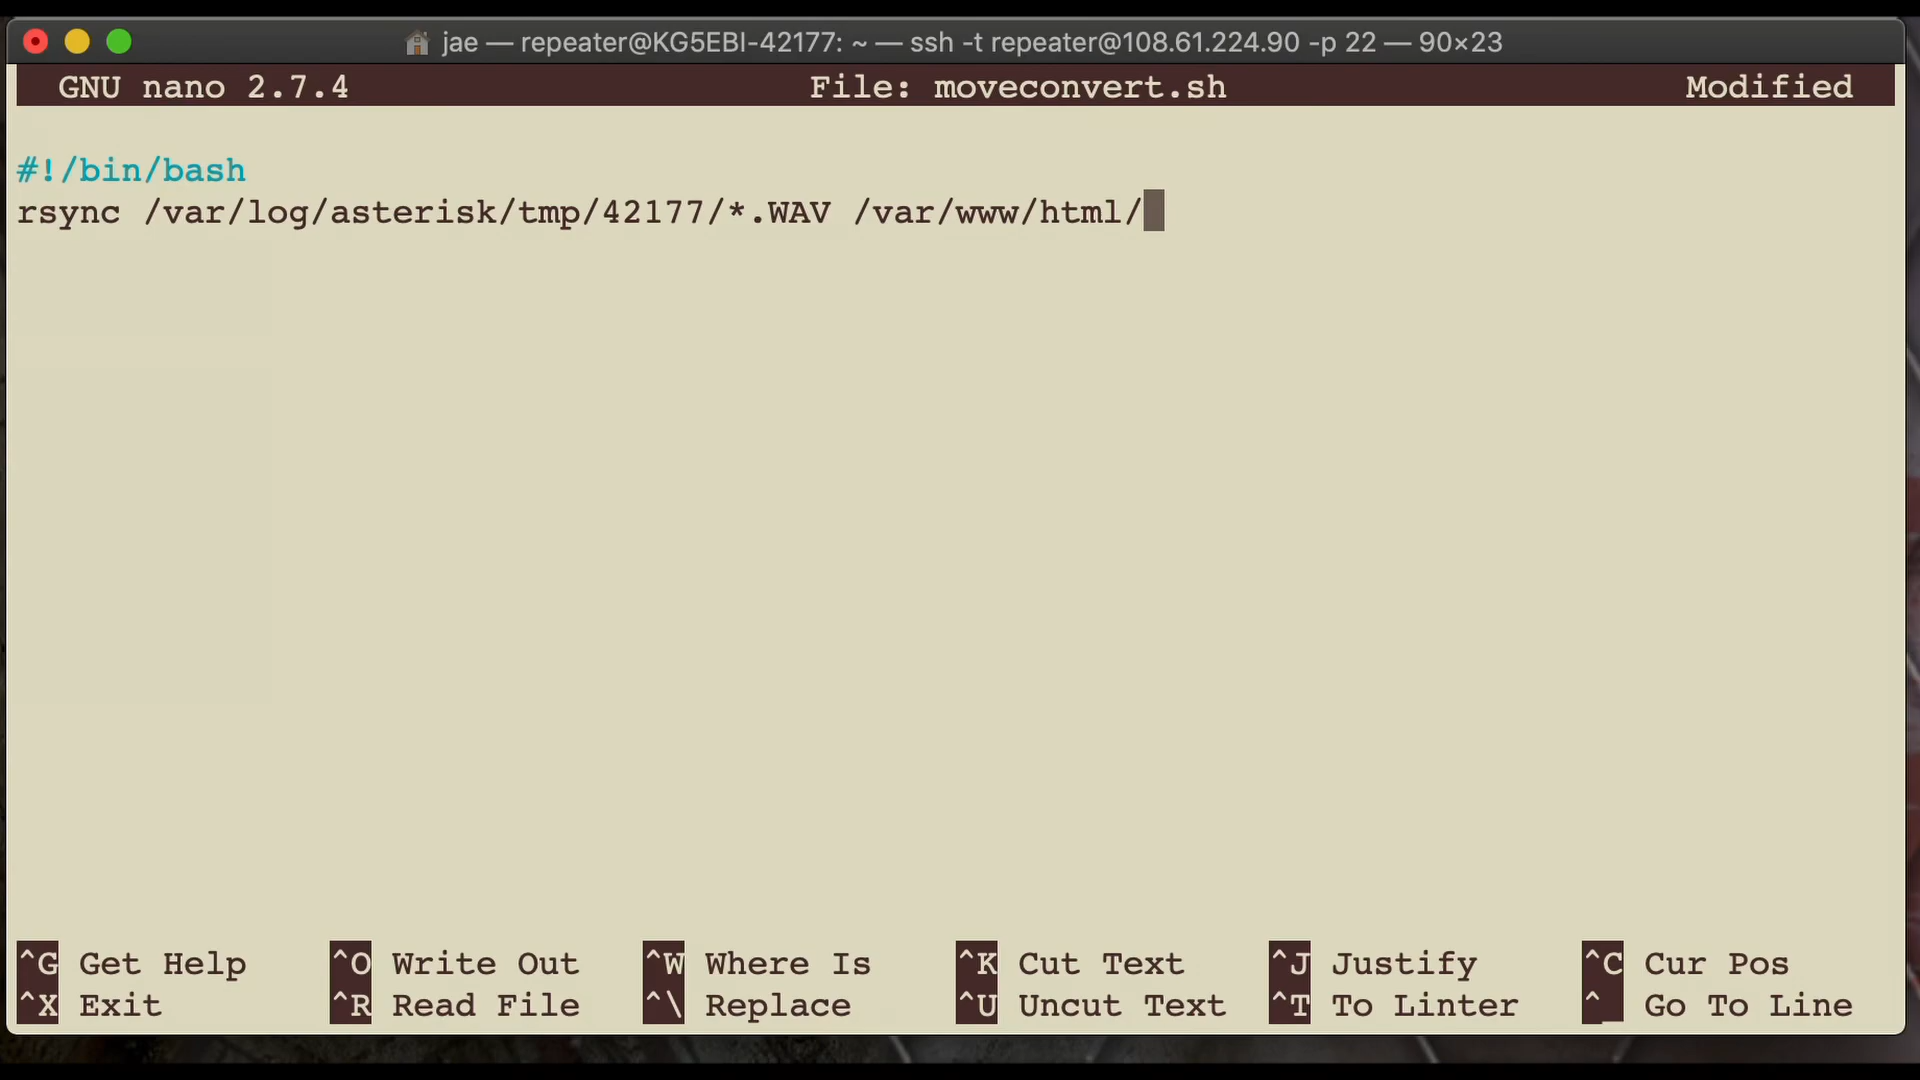 jae — repeater@KG5EBI-42177: ~ — ssh -t repeater@108.61.224.90 -p 22 — 90×23
GNU nano 2.7.4 File: moveconvert.sh Modified
#!/bin/bash
rsync /var/log/asterisk/tmp/42177/*.WAV /var/www/html/
^G Get Help ^O Write Out ^W Where Is ^K Cut Text ^J Justify ^C Cur Pos
^X Exit ^R Read File ^\ Replace ^U Uncut Text ^T To Linter ^_ Go To Line